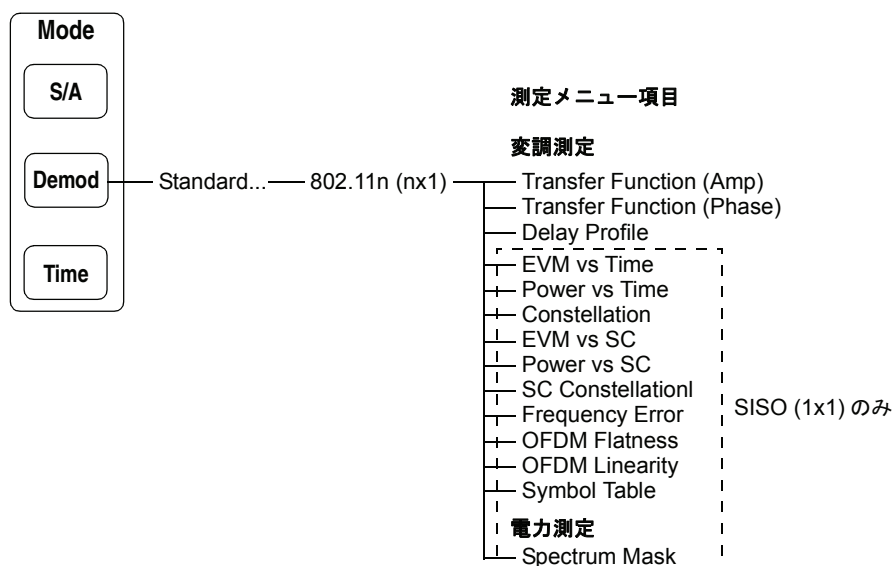 Mode
S/A
Demod
Time
Standard...
802.11n (nx1)
測定メニュー項目
変調測定
Transfer Function (Amp)
Transfer Function (Phase)
Delay Profile
EVM vs Time
Power vs Time
Constellation
EVM vs SC
Power vs SC
SC Constellationl
Frequency Error
OFDM Flatness
OFDM Linearity
Symbol Table
SISO (1x1) のみ
電力測定
Spectrum Mask